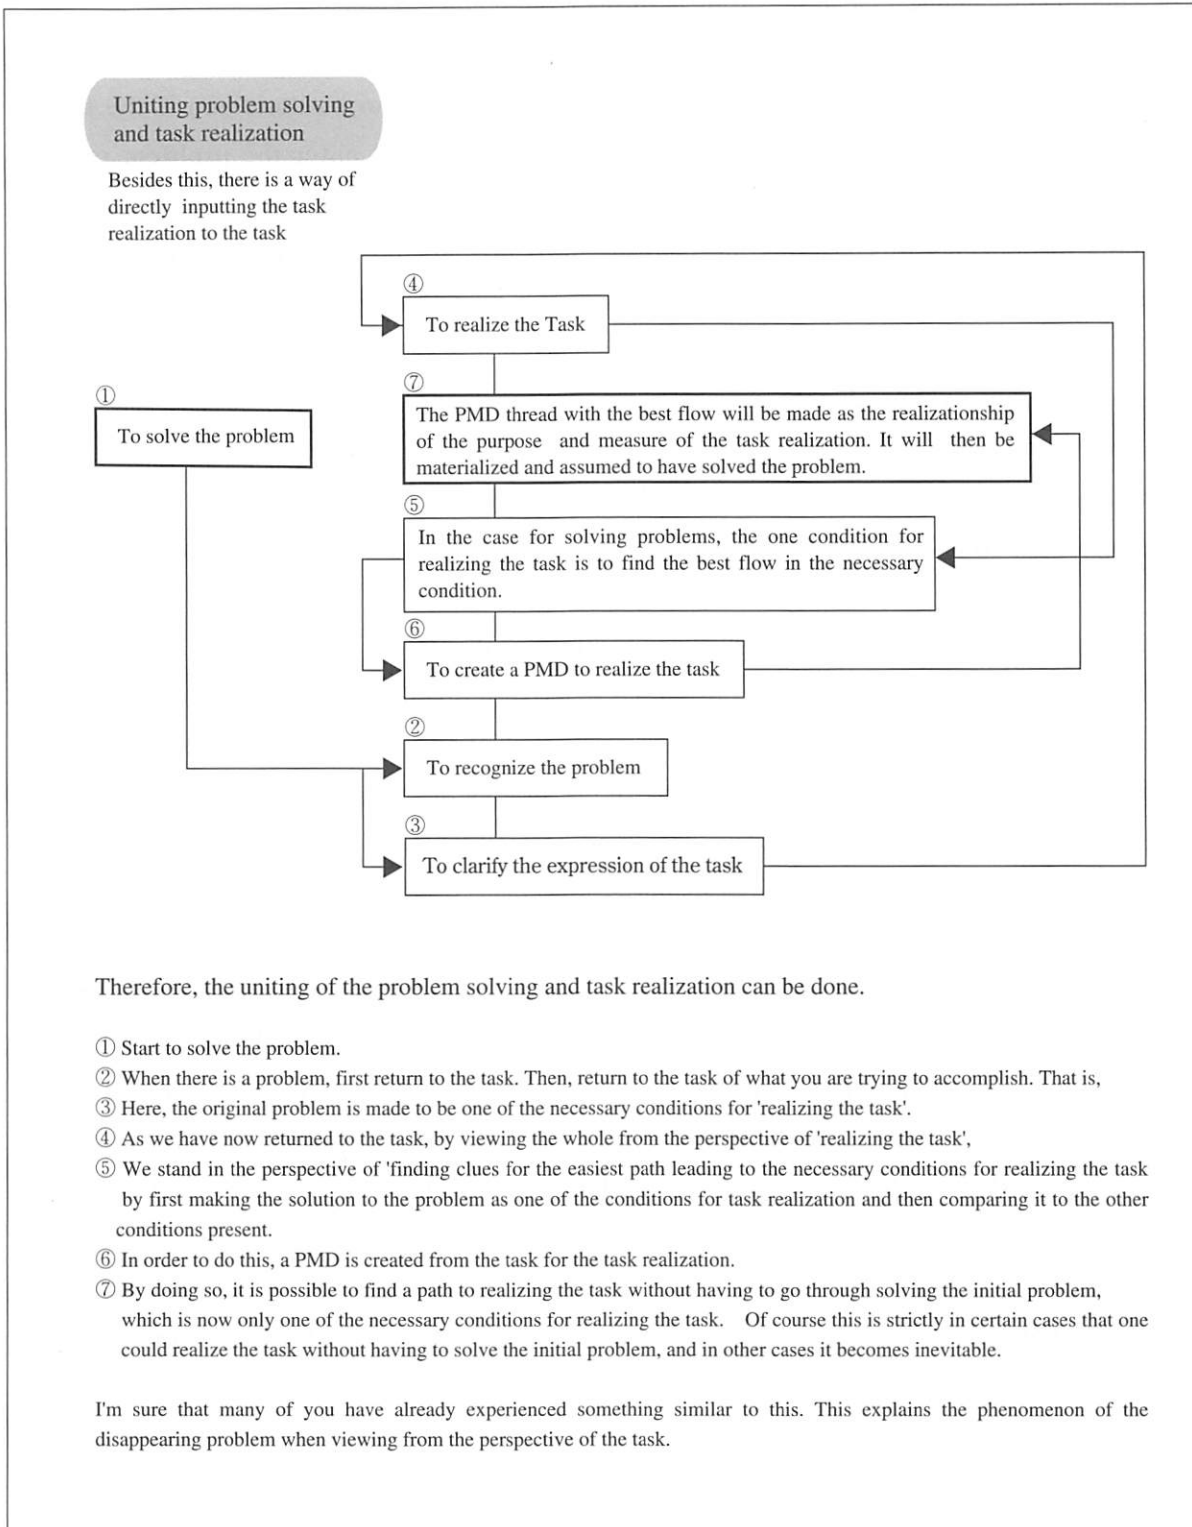 Uniting problem solving
and task realization
Besides this, there is a way of
directly inputting the task
realization to the task
④
To realize the Task
⑦
The PMD thread with the best flow will be made as the realizationship
of the purpose and measure of the task realization. It will then be
materialized and assumed to have solved the problem.
①
To solve the problem
⑤
In the case for solving problems, the one condition for
realizing the task is to find the best flow in the necessary
condition.
⑥
To create a PMD to realize the task
②
To recognize the problem
③
To clarify the expression of the task
Therefore, the uniting of the problem solving and task realization can be done.
① Start to solve the problem.
② When there is a problem, first return to the task. Then, return to the task of what you are trying to accomplish. That is,
③ Here, the original problem is made to be one of the necessary conditions for 'realizing the task'.
④ As we have now returned to the task, by viewing the whole from the perspective of 'realizing the task',
⑤ We stand in the perspective of 'finding clues for the easiest path leading to the necessary conditions for realizing the task
by first making the solution to the problem as one of the conditions for task realization and then comparing it to the other
conditions present.
⑥ In order to do this, a PMD is created from the task for the task realization.
⑦ By doing so, it is possible to find a path to realizing the task without having to go through solving the initial problem,
which is now only one of the necessary conditions for realizing the task. Of course this is strictly in certain cases that one
could realize the task without having to solve the initial problem, and in other cases it becomes inevitable.
I'm sure that many of you have already experienced something similar to this. This explains the phenomenon of the
disappearing problem when viewing from the perspective of the task.